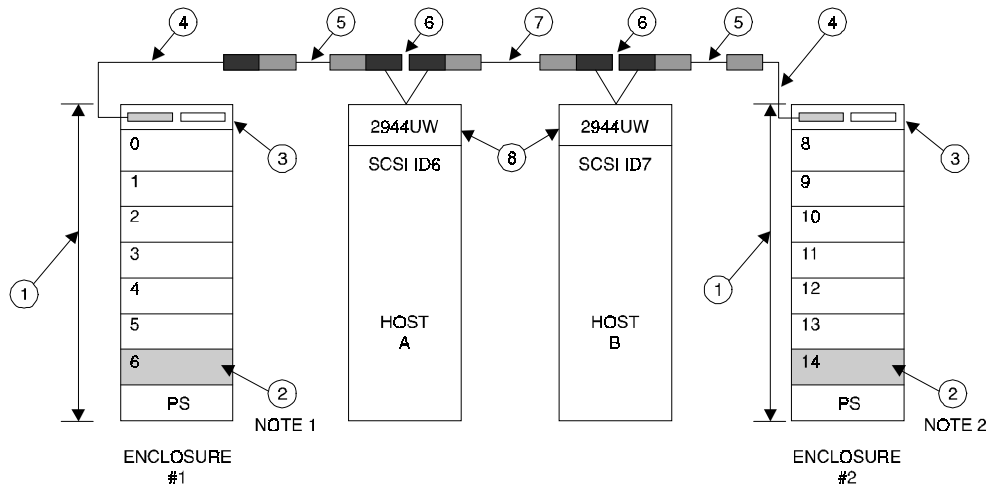 4 5 6 7 6 5 4
2944UW 2944UW
8
SCSI ID6 SCSI ID7
3 3
0 8
1 9
2 10
3 11
4 12
5 13
6 14
1 1
HOST HOST
A B
2 2
PS PS
NOTE 1 NOTE 2
ENCLOSURE ENCLOSURE
#1 #2